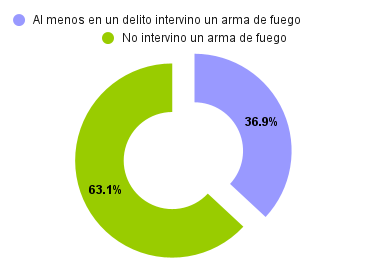 Al menos en un delito intervino un arma de fuego
No intervino un arma de fuego
36.9%
63.1%